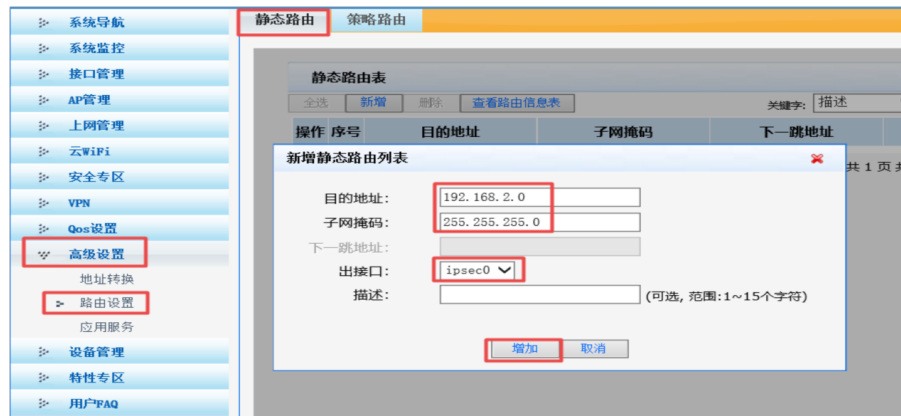 系统导航
系统监控
接口管理
AP管理
上网管理
云WiFi
安全专区
VPN
Qos设置
高级设置
地址转换
路由设置
应用服务
设备管理
特性专区
用户FAQ
静态路由 策略路由
静态路由表
全选 新增 删除 查看路由信息表 关键字: 描述
操作 序号 目的地址 子网掩码 下一跳地址
共 1 页 共
新增静态路由列表
目的地址: 192.168.2.0
子网掩码: 255.255.255.0
下一跳地址:
出接口: ipsec0
描述: (可选, 范围:1~15个字符)
增加 取消